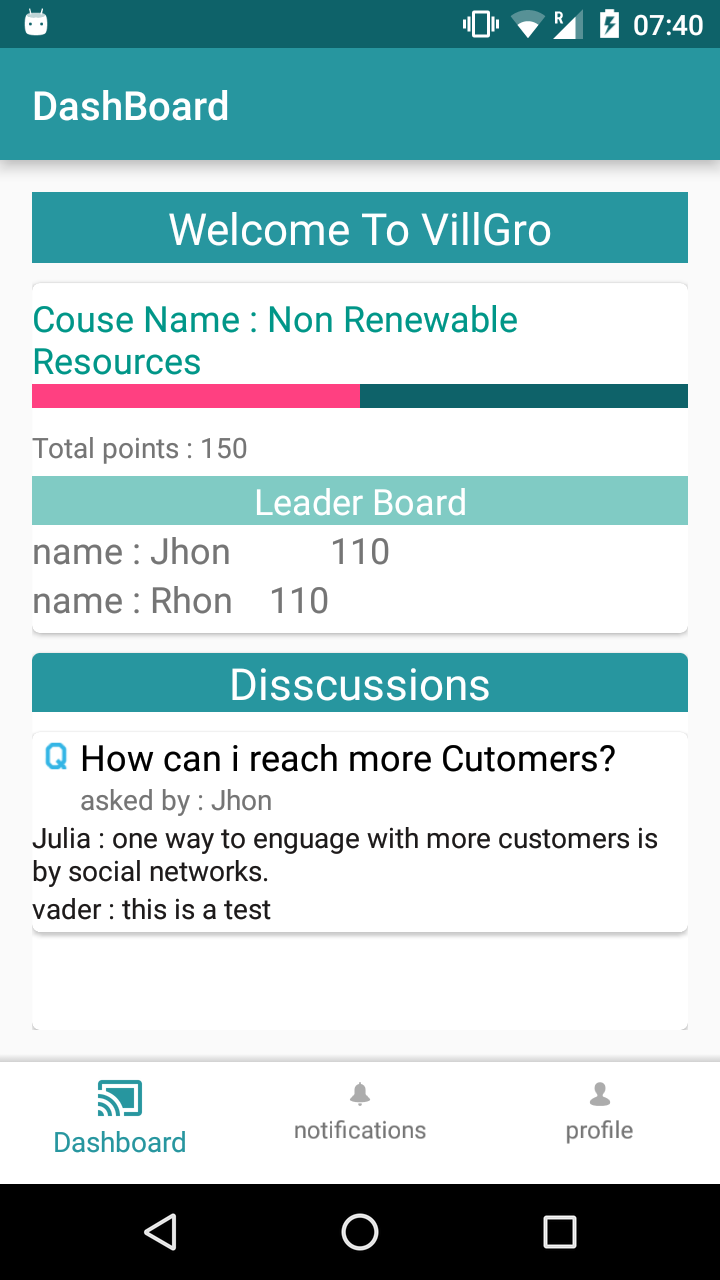 R
07:40
DashBoard
Welcome To VillGro
Couse Name : Non Renewable
Resources
Total points : 150
Leader Board
name : Jhon 110
name : Rhon 110
Disscussions
Q How can i reach more Cutomers?
asked by : Jhon
Julia : one way to enguage with more customers is
by social networks.
vader : this is a test
Dashboard
notifications
profile